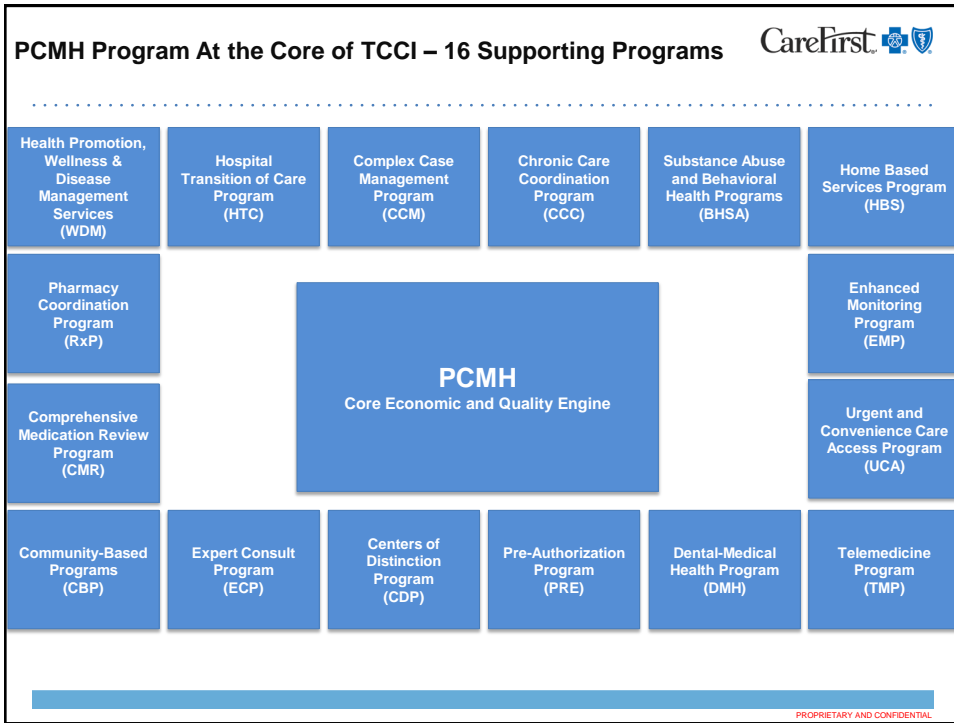 PCMH Program At the Core of TCCI – 16 Supporting Programs
CareFirst
Health Promotion,
Wellness &
Disease
Management
Services
(WDM)
Hospital
Transition of Care
Program
(HTC)
Complex Case
Management
Program
(CCM)
Chronic Care
Coordination
Program
(CCC)
Substance Abuse
and Behavioral
Health Programs
(BHSA)
Home Based
Services Program
(HBS)
Pharmacy
Coordination
Program
(RxP)
PCMH
Core Economic and Quality Engine
Enhanced
Monitoring
Program
(EMP)
Comprehensive
Medication Review
Program
(CMR)
Urgent and
Convenience Care
Access Program
(UCA)
Community-Based
Programs
(CBP)
Expert Consult
Program
(ECP)
Centers of
Distinction
Program
(CDP)
Pre-Authorization
Program
(PRE)
Dental-Medical
Health Program
(DMH)
Telemedicine
Program
(TMP)
PROPRIETARY AND CONFIDENTIAL